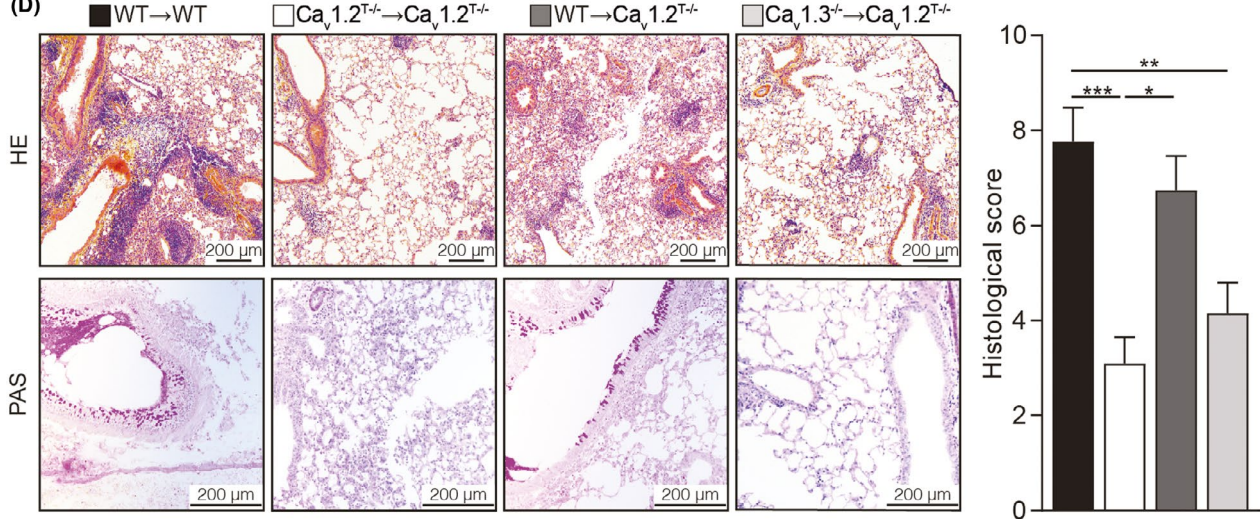 (D)
WT→WT
Caᵥ1.2ᵀ⁻/⁻→Caᵥ1.2ᵀ⁻/⁻
WT→Caᵥ1.2ᵀ⁻/⁻
Caᵥ1.3⁻/⁻→Caᵥ1.2ᵀ⁻/⁻
HE
200 µm
200 µm
200 µm
200 µm
PAS
200 µm
200 µm
200 µm
200 µm
Histological score
10
8
6
4
2
0
**
*** *